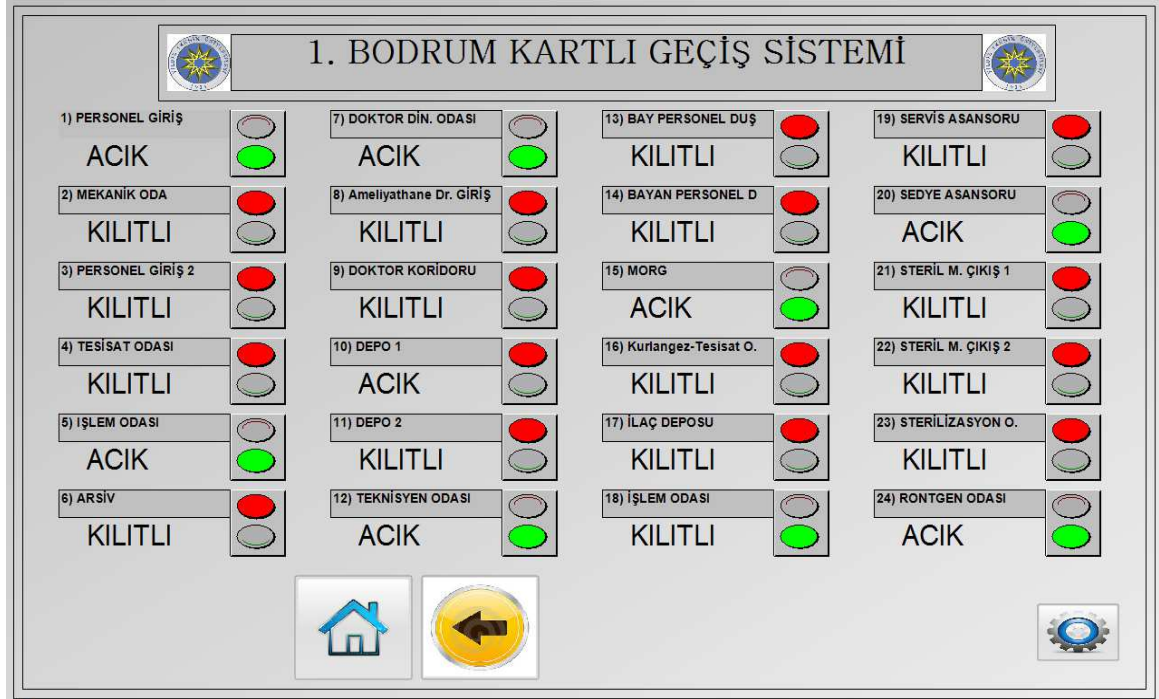 1. BODRUM KARTLI GEÇİŞ SİSTEMİ
1) PERSONEL GİRİŞ
ACIK
2) MEKANİK ODA
KILITLI
3) PERSONEL GİRİŞ 2
KILITLI
4) TESİSAT ODASI
KILITLI
5) IŞLEM ODASI
ACIK
6) ARSİV
KILITLI
7) DOKTOR DİN. ODASI
ACIK
8) Ameliyathane Dr. GİRİŞ
KILITLI
9) DOKTOR KORİDORU
KILITLI
10) DEPO 1
ACIK
11) DEPO 2
KILITLI
12) TEKNİSYEN ODASI
ACIK
13) BAY PERSONEL DUŞ
KILITLI
14) BAYAN PERSONEL D
KILITLI
15) MORG
ACIK
16) Kurlangez-Tesisat O.
KILITLI
17) İLAÇ DEPOSU
KILITLI
18) İŞLEM ODASI
KILITLI
19) SERVİS ASANSORU
KILITLI
20) SEDYE ASANSORU
ACIK
21) STERİL M. ÇIKIŞ 1
KILITLI
22) STERİL M. ÇIKIŞ 2
KILITLI
23) STERİLİZASYON O.
KILITLI
24) RONTGEN ODASI
ACIK